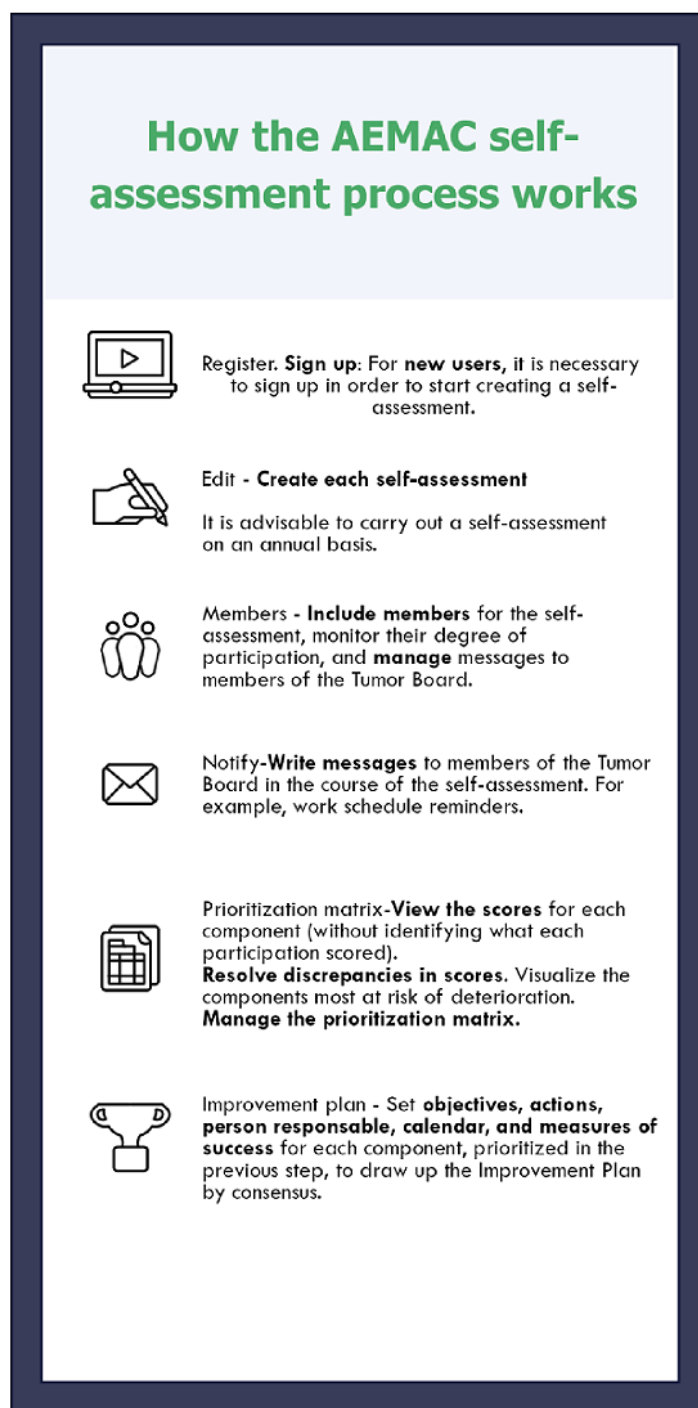 How the AEMAC self-
assessment process works
Register. Sign up: For new users, it is necessary
to sign up in order to start creating a self-
assessment.
Edit - Create each self-assessment
It is advisable to carry out a self-assessment
on an annual basis.
Members - Include members for the self-
assessment, monitor their degree of
participation, and manage messages to
members of the Tumor Board.
Notify-Write messages to members of the Tumor
Board in the course of the self-assessment. For
example, work schedule reminders.
Prioritization matrix-View the scores for each
component (without identifying what each
participation scored).
Resolve discrepancies in scores. Visualize the
components most at risk of deterioration.
Manage the prioritization matrix.
Improvement plan - Set objectives, actions,
person responsable, calendar, and measures of
success for each component, prioritized in the
previous step, to draw up the Improvement Plan
by consensus.